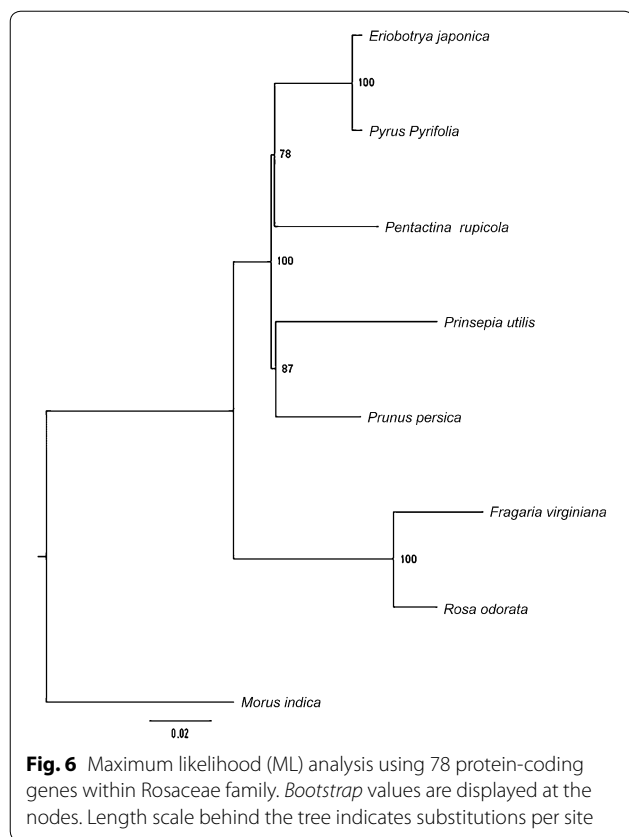 Eriobotrya japonica
100
Pyrus Pyrifolia
78
Pentactina rupicola
100
Prinsepia utilis
87
Prunus persica
Fragaria virginiana
100
Rosa odorata
Morus indica
0.02
Fig. 6 Maximum likelihood (ML) analysis using 78 protein-coding
genes within Rosaceae family. Bootstrap values are displayed at the
nodes. Length scale behind the tree indicates substitutions per site